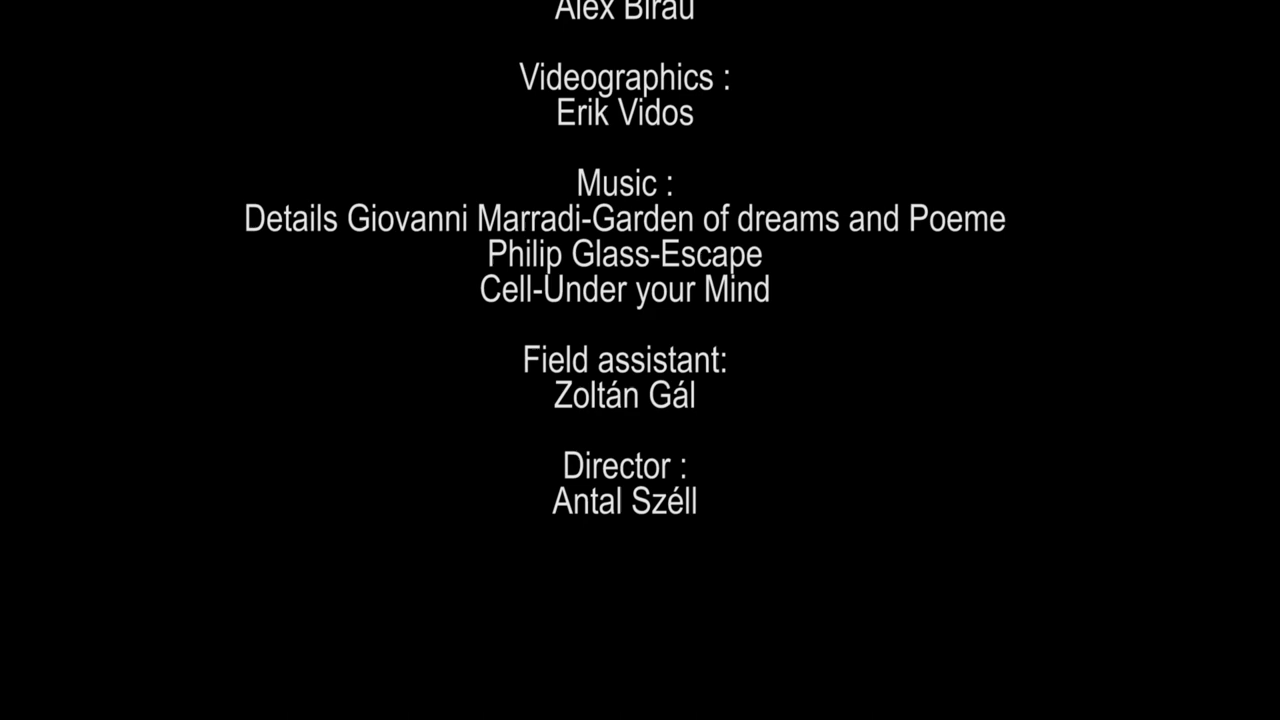 Alex Birau
Videographics :
Erik Vidos
Music :
Details Giovanni Marradi-Garden of dreams and Poeme
Philip Glass-Escape
Cell-Under your Mind
Field assistant:
Zoltán Gál
Director :
Antal Széll